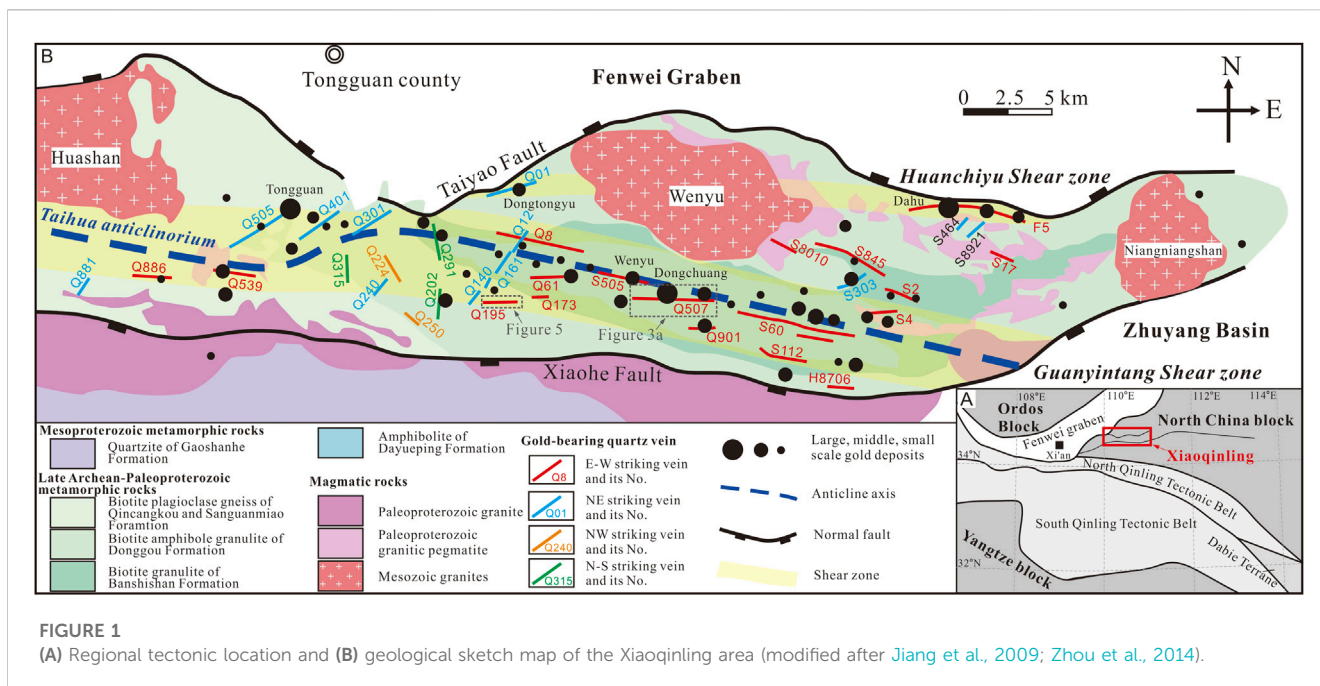 B
Tongguan county
Fenwei Graben
N
E
0 2.5 5 km
Huashan
Taiyao Fault
Q01
Dongtongyu
Wenyu
Huanchiyu Shear zone
Dahu
Tongguan
Q505
Q401
Q301
Q12
Q8
S464
S8921
F5
Niangniangshan
Taihua anticlinorium
Q291
S8010
S845
S17
Q881
Q886
Q539
Q315
Q224
Q240
Q202
Q140
Q161
Q61
Wenyu
S505
Dongchuang
S303
S2
Q250
Q195
Q173
Q507
S4
Figure 5
Figure 3a
Q901
S60
Zhuyang Basin
S112
Xiaohe Fault
H8706
Guanyintang Shear zone
Mesoproterozoic metamorphic rocks
Quartzite of Gaoshanhe
Formation
Late Archean-Paleoproterozoic
metamorphic rocks
Biotite plagioclase gneiss of
Qincangkou and Sanguanmiao
Foramtion
Biotite amphibole granulite of
Donggou Formation
Biotite granulite of
Banshishan Formation
Amphibolite of
Dayueping Formation
Magmatic rocks
Paleoproterozoic granite
Paleoproterozoic
granitic pegmatite
Mesozoic granites
Gold-bearing quartz vein
Q8
E-W striking vein
and its No.
Q01
NE striking vein
and its No.
Q240
NW striking vein
and its No.
Q315
N-S striking vein
and its No.
Large, middle, small
scale gold deposits
Anticline axis
Normal fault
Shear zone
A
108°E
110°E
112°E
114°E
Ordos
Block
Fenwei graben
North China block
Xi'an
Xiaoqinling
34°N
North Qinling Tectonic Belt
South Qinling Tectonic Belt
Yangtze block
Dabie Terrane
32°N
FIGURE 1
(A) Regional tectonic location and (B) geological sketch map of the Xiaoqinling area (modified after Jiang et al., 2009; Zhou et al., 2014).